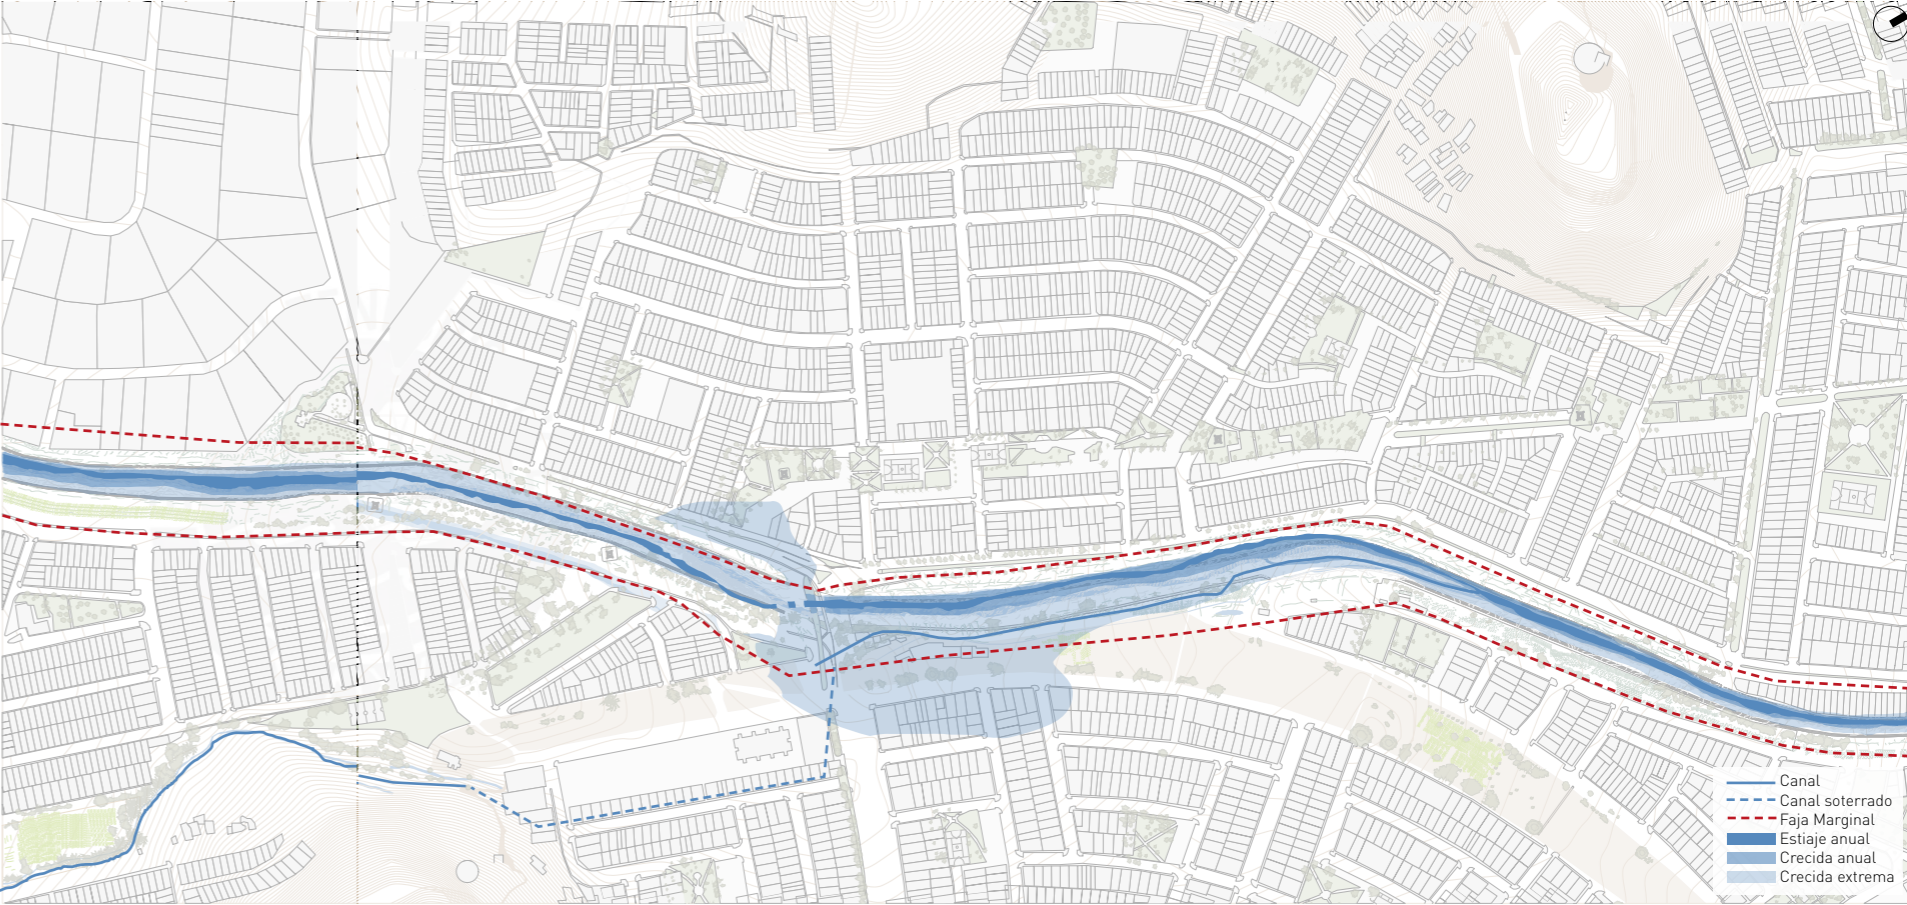 Canal
Canal soterrado
Faja Marginal
Estiaje anual
Crecida anual
Crecida extrema